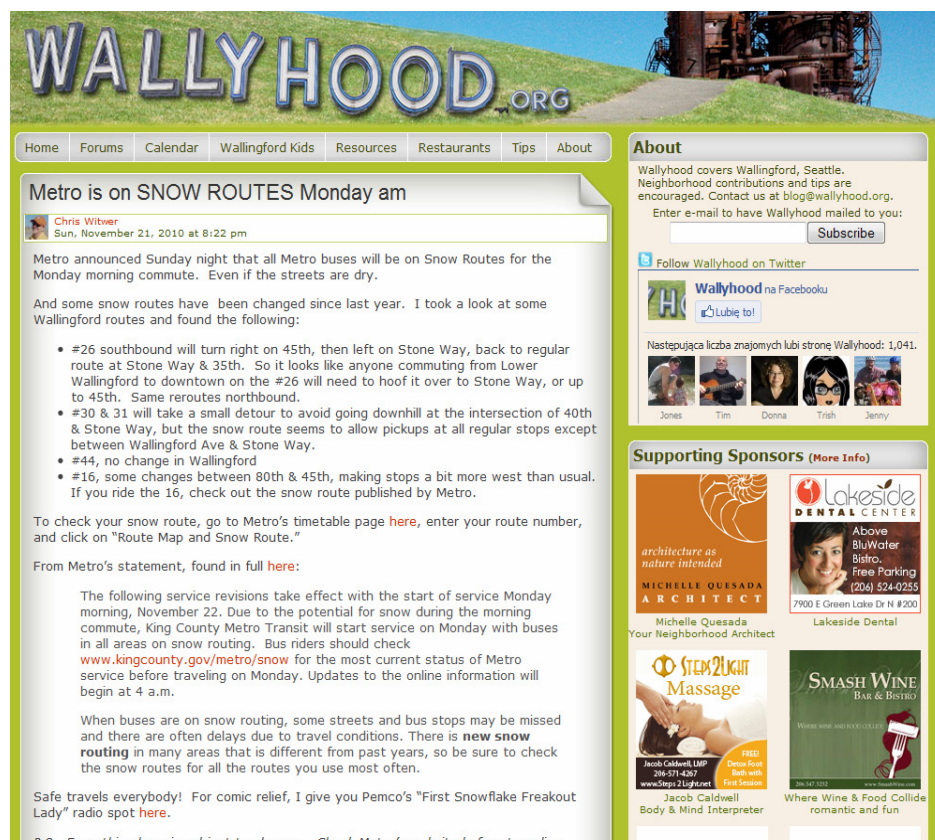 WALLYHOOD.ORG
Home Forums Calendar Wallingford Kids Resources Restaurants Tips About
Metro is on SNOW ROUTES Monday am
Chris Witwer
Sun, November 21, 2010 at 8:22 pm
Metro announced Sunday night that all Metro buses will be on Snow Routes for the
Monday morning commute. Even if the streets are dry.
And some snow routes have been changed since last year. I took a look at some
Wallingford routes and found the following:
• #26 southbound will turn right on 45th, then left on Stone Way, back to regular
route at Stone Way & 35th. So it looks like anyone commuting from Lower
Wallingford to downtown on the #26 will need to hoof it over to Stone Way, or up
to 45th. Same reroutes northbound.
• #30 & 31 will take a small detour to avoid going downhill at the intersection of 40th
& Stone Way, but the snow route seems to allow pickups at all regular stops except
between Wallingford Ave & Stone Way.
• #44, no change in Wallingford
• #16, some changes between 80th & 45th, making stops a bit more west than usual.
If you ride the 16, check out the snow route published by Metro.
To check your snow route, go to Metro's timetable page here, enter your route number,
and click on "Route Map and Snow Route."
From Metro's statement, found in full here:
The following service revisions take effect with the start of service Monday
morning, November 22. Due to the potential for snow during the morning
commute, King County Metro Transit will start service on Monday with buses
in all areas on snow routing. Bus riders should check
www.kingcounty.gov/metro/snow for the most current status of Metro
service before traveling on Monday. Updates to the online information will
begin at 4 a.m.
When buses are on snow routing, some streets and bus stops may be missed
and there are often delays due to travel conditions. There is new snow
routing in many areas that is different from past years, so be sure to check
the snow routes for all the routes you use most often.
Safe travels everybody! For comic relief, I give you Pemco's "First Snowflake Freakout
Lady" radio spot here.
About
Wallyhood covers Wallingford, Seattle.
Neighborhood contributions and tips are
encouraged. Contact us at blog@wallyhood.org.
Enter e-mail to have Wallyhood mailed to you:
Subscribe
Follow Wallyhood on Twitter
Wallyhood na Facebooku
Lubię to!
Następująca liczba znajomych lubi stronę Wallyhood: 1,041.
Jones Tim Donna Trish Jenny
Supporting Sponsors (More Info)
architecture as
nature intended
MICHELLE QUESADA
ARCHITECT
Michelle Quesada
Your Neighborhood Architect
Lakeside
DENTAL CENTER
Above
BluWater
Bistro.
Free Parking
(206) 524-0255
7900 E Green Lake Dr N #200
Lakeside Dental
STEPS2LIGHT
Massage
Jacob Caldwell, LMP
206-571-4267
www.Steps2Light.net
FREE!
Detox Foot
Bath with
First Session
Jacob Caldwell
Body & Mind Interpreter
SMASH WINE
BAR & BISTRO
WHERE WINE AND FOOD COLLIDE
206.547.3232
www.SmashWine.com
Where Wine & Food Collide
romantic and fun